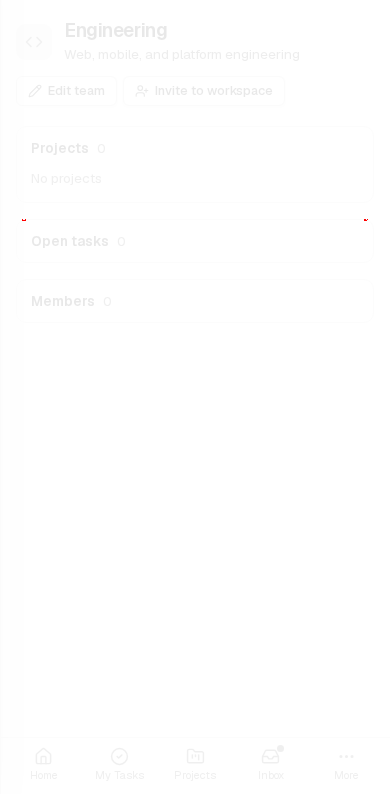 Engineering
Web, mobile, and platform engineering
Edit team
Invite to workspace
Projects 0
No projects
Open tasks 0
Members 0
Home My Tasks Projects Inbox More